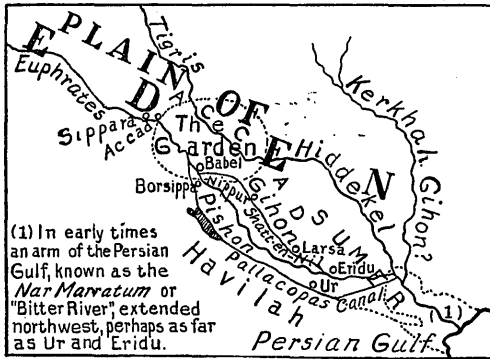 PLAIN OF
EDEN
Tigris
Euphrates
Kerkhah Gihon?
ACCAD
SUMER
Sippara
Accad
The
Garden
Hiddekel
Babel
Borsippa
Nippur
Shatt-en-Nil
Gihon
Pishon
Larsa
Eridu
Ur
Pallacopas Canal
Havilah
(1)
Persian Gulf
(1) In early times
an arm of the Persian
Gulf, known as the
Nar Marratum or
"Bitter River", extended
northwest, perhaps as far
as Ur and Eridu.